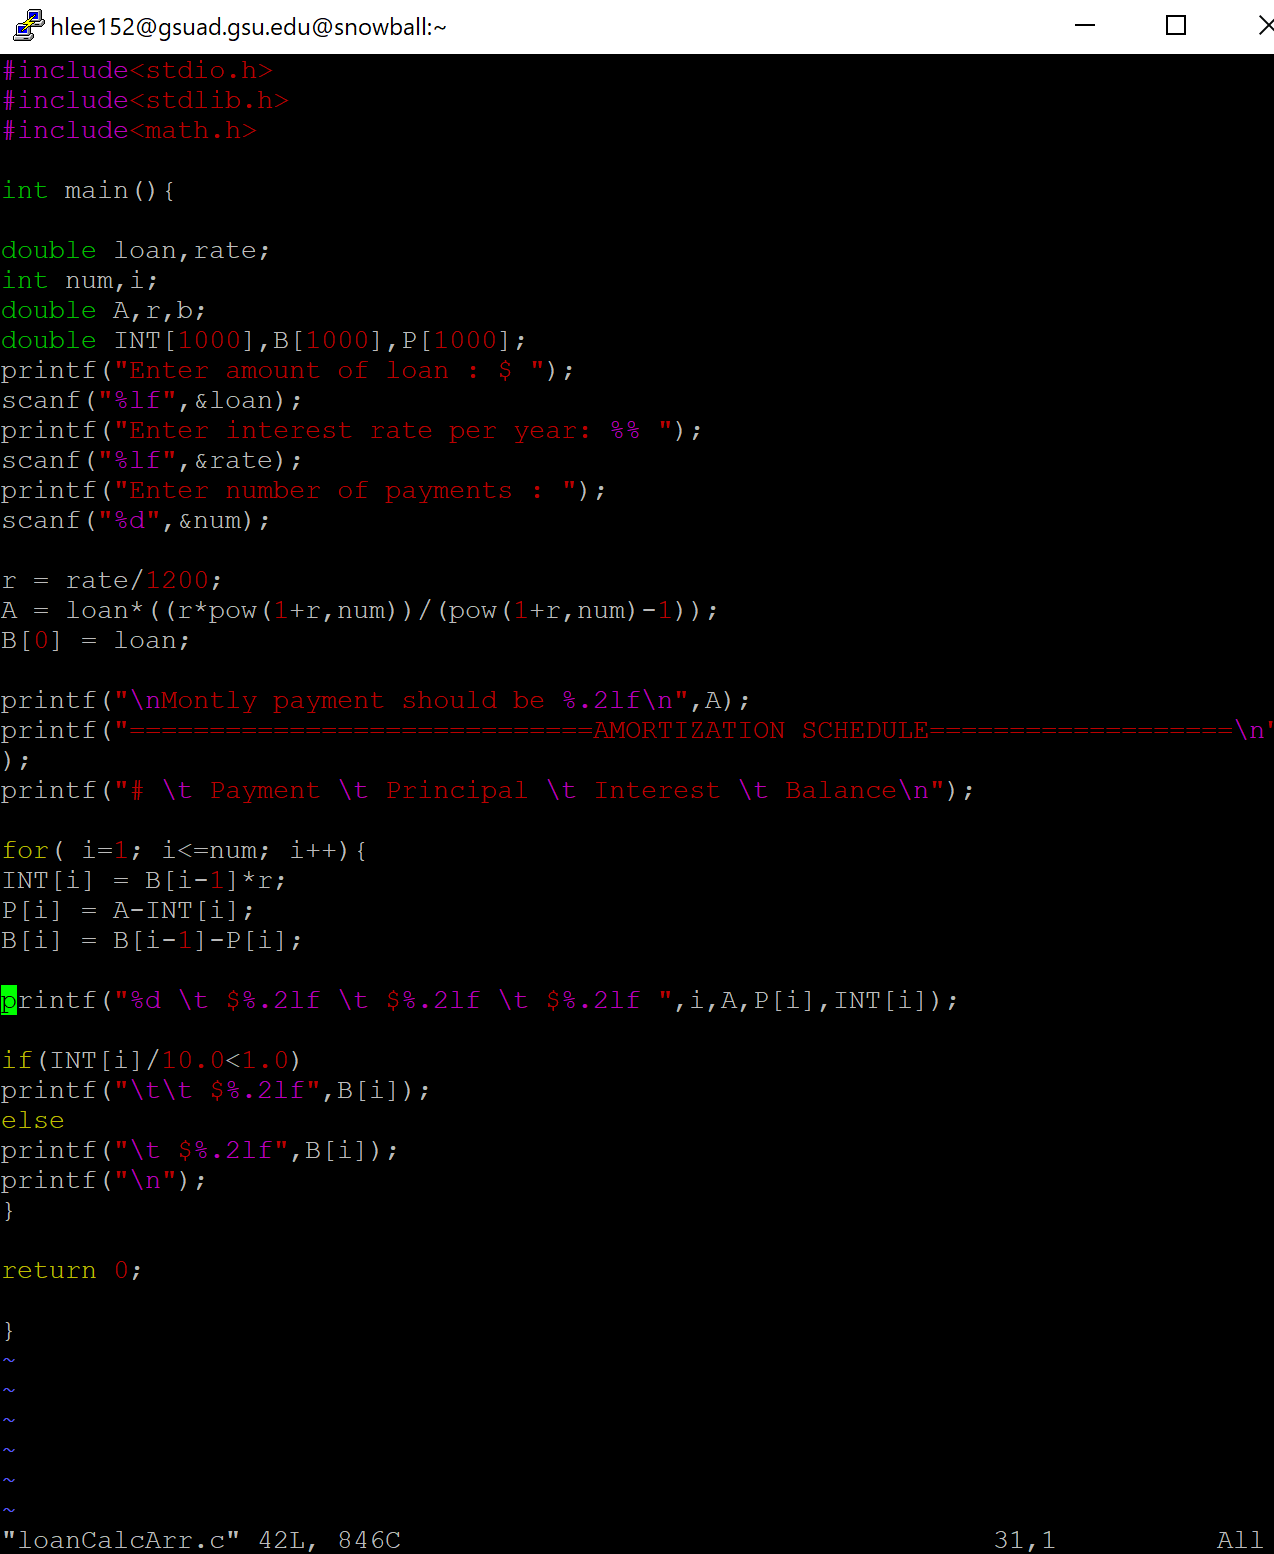 hlee152@gsuad.gsu.edu@snowball:~
#include<stdio.h>
#include<stdlib.h>
#include<math.h>
int main(){
double loan,rate;
int num,i;
double A,r,b;
double INT[1000],B[1000],P[1000];
printf("Enter amount of loan : $ ");
scanf("%lf",&loan);
printf("Enter interest rate per year: %% ");
scanf("%lf",&rate);
printf("Enter number of payments : ");
scanf("%d",&num);
r = rate/1200;
A = loan*((r*pow(1+r,num))/(pow(1+r,num)-1));
B[0] = loan;
printf("\nMontly payment should be %.2lf\n",A);
printf("=============================AMORTIZATION SCHEDULE===================\n"
);
printf("# \t Payment \t Principal \t Interest \t Balance\n");
for( i=1; i<=num; i++){
INT[i] = B[i-1]*r;
P[i] = A-INT[i];
B[i] = B[i-1]-P[i];
printf("%d \t $%.2lf \t $%.2lf \t $%.2lf ",i,A,P[i],INT[i]);
if(INT[i]/10.0<1.0)
printf("\t\t $%.2lf",B[i]);
else
printf("\t $%.2lf",B[i]);
printf("\n");
}
return 0;
}
~
~
~
~
~
~
"loanCalcArr.c" 42L, 846C 31,1 All